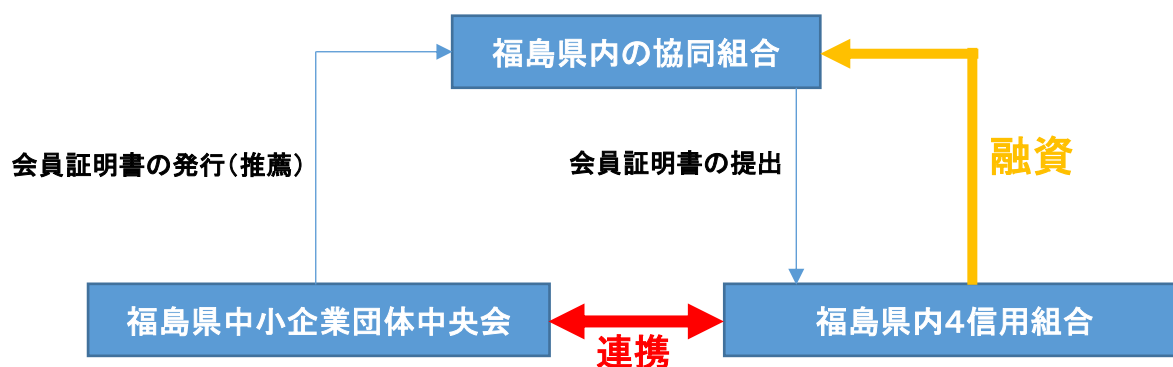 福島県内の協同組合
会員証明書の発行(推薦)
会員証明書の提出
融資
福島県中小企業団体中央会
連携
福島県内4信用組合